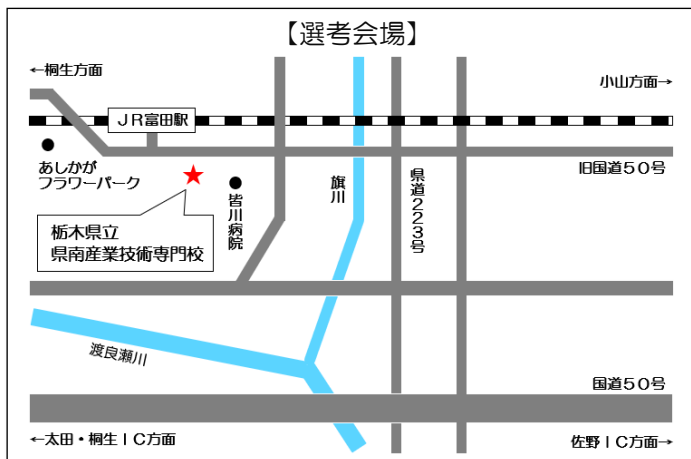 【選考会場】
←桐生方面
小山方面→
JR富田駅
あしかが
フラワーパーク
旧国道50号
栃木県立
県南産業技術専門校
皆川病院
旗川
県道223号
渡良瀬川
国道50号
←太田・桐生IC方面
佐野IC方面→